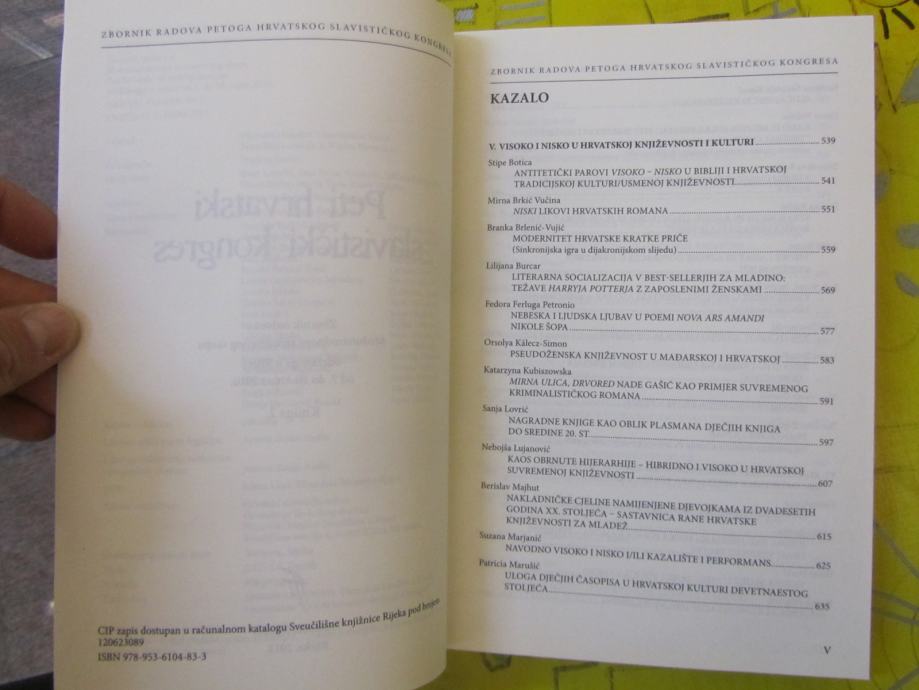 ZBORNIK RADOVA PETOGA HRVATSKOG SLAVISTIČKOG KONGRESA
CIP zapis dostupan u računalnom katalogu Sveučilišne knjižnice Rijeka pod brojem
120623089
ISBN 978-953-6104-83-3
ZBORNIK RADOVA PETOGA HRVATSKOG SLAVISTIČKOG KONGRESA
KAZALO
V. VISOKO I NISKO U HRVATSKOJ KNJIŽEVNOSTI I KULTURI 539
Stipe Botica
ANTITETIČKI PAROVI VISOKO – NISKO U BIBLIJI I HRVATSKOJ
TRADICIJSKOJ KULTURI/USMENOJ KNJIŽEVNOSTI 541
Mirna Brkić Vučina
NISKI LIKOVI HRVATSKIH ROMANA 551
Branka Brlenić-Vujić
MODERNITET HRVATSKE KRATKE PRIČE
(Sinkronijska igra u dijakronijskom slijedu) 559
Lilijana Burcar
LITERARNA SOCIALIZACIJA V BEST-SELLERJIH ZA MLADINO:
TEŽAVE HARRYJA POTTERJA Z ZAPOSLENIMI ŽENSKAMI 569
Fedora Ferluga Petronio
NEBESKA I LJUDSKA LJUBAV U POEMI NOVA ARS AMANDI
NIKOLE ŠOPA 577
Orsolya Kálecz-Simon
PSEUDOŽENSKA KNJIŽEVNOST U MAĐARSKOJ I HRVATSKOJ 583
Katarzyna Kubiszowska
MIRNA ULICA, DRVORED NADE GAŠIĆ KAO PRIMJER SUVREMENOG
KRIMINALISTIČKOG ROMANA 591
Sanja Lovrić
NAGRADNE KNJIGE KAO OBLIK PLASMANA DJEČJIH KNJIGA
DO SREDINE 20. ST 597
Nebojša Lujanović
KAOS OBRNUTE HIJERARHIJE – HIBRIDNO I VISOKO U HRVATSKOJ
SUVREMENOJ KNJIŽEVNOSTI 607
Berislav Majhut
NAKLADNIČKE CJELINE NAMIJENJENE DJEVOJKAMA IZ DVADESETIH
GODINA XX. STOLJEĆA – SASTAVNICA RANE HRVATSKE
KNJIŽEVNOSTI ZA MLADEŽ 615
Suzana Marjanić
NAVODNO VISOKO I NISKO I/ILI KAZALIŠTE I PERFORMANS 625
Patricia Marušić
ULOGA DJEČJIH ČASOPISA U HRVATSKOJ KULTURI DEVETNAESTOG
STOLJEĆA 635
V